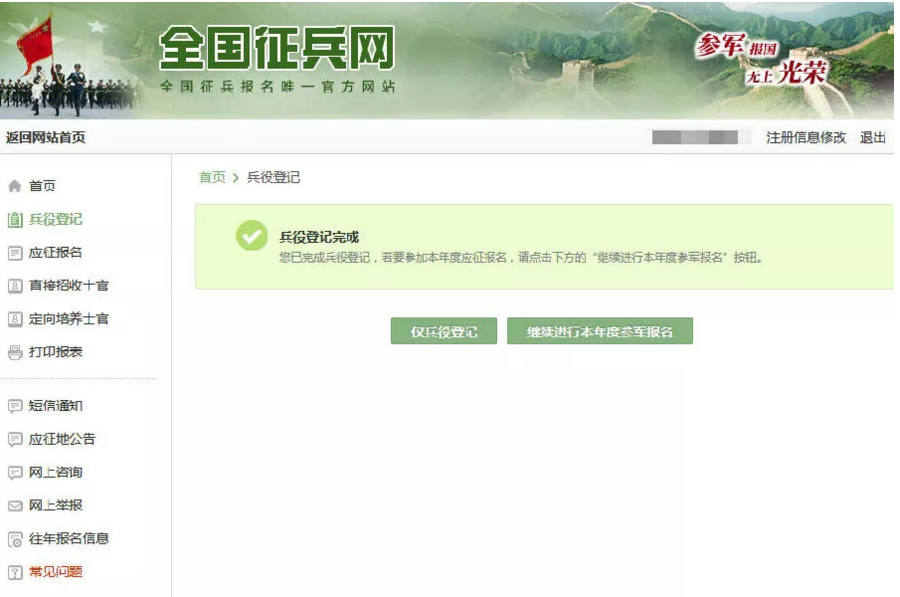 全国征兵网
全国征兵报名唯一官方网站
参军 报国
无上 光荣
返回网站首页
注册信息修改 退出
首页
兵役登记
应征报名
直接招收士官
定向培养士官
打印报表
短信通知
应征地公告
网上咨询
网上举报
往年报名信息
常见问题
首页 > 兵役登记
兵役登记完成
您已完成兵役登记，若要参加本年度应征报名，请点击下方的“继续进行本年度参军报名”按钮。
仅兵役登记 继续进行本年度参军报名